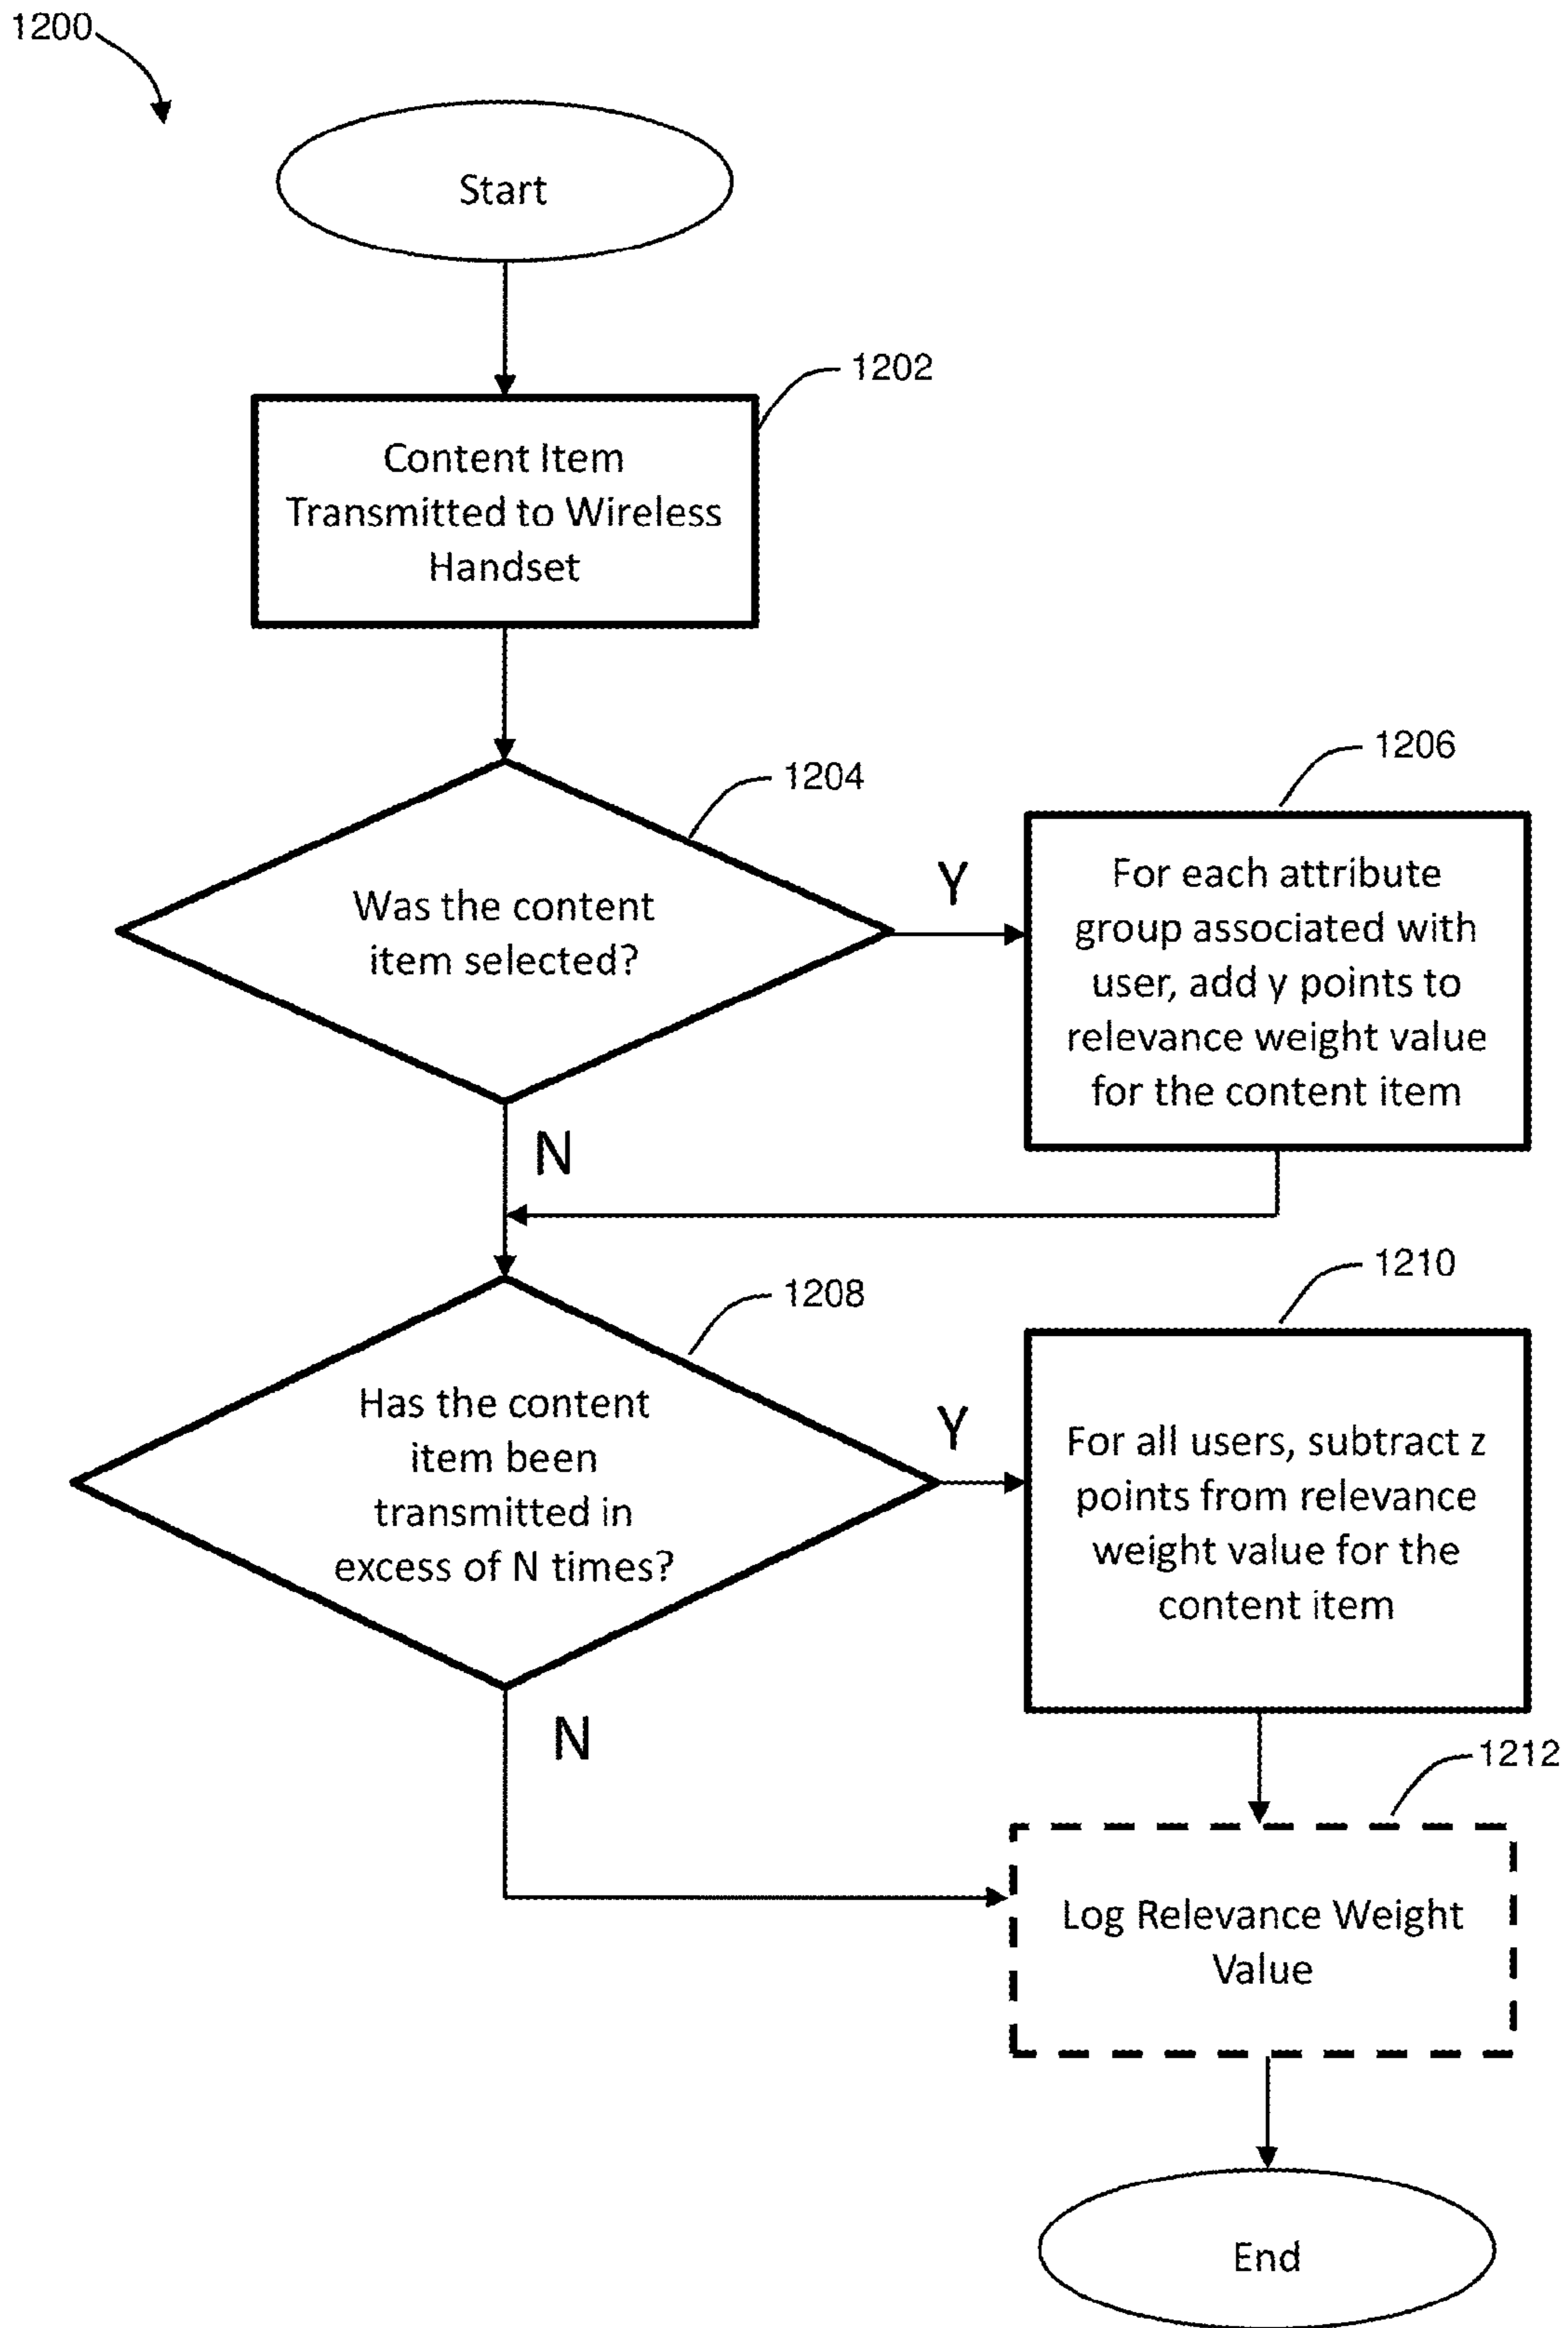 1200
Start
1202
Content Item
Transmitted to Wireless
Handset
1204
Was the content
item selected?
Y
1206
For each attribute
group associated with
user, add y points to
relevance weight value
for the content item
N
1208
Has the content
item been
transmitted in
excess of N times?
Y
1210
For all users, subtract z
points from relevance
weight value for the
content item
N
1212
Log Relevance Weight
Value
End